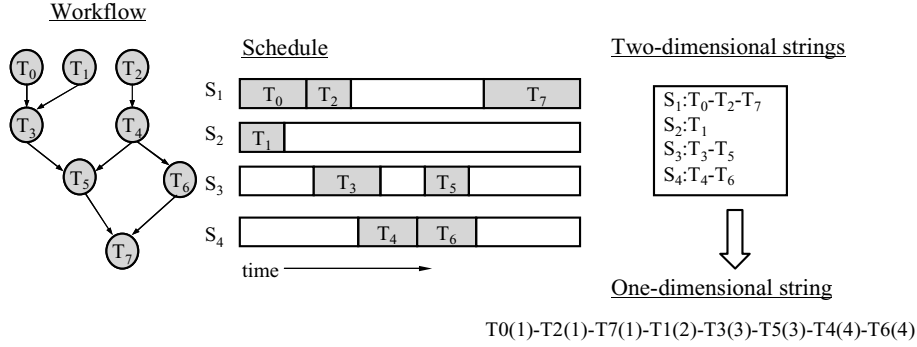 Workflow
T0 T1 T2
T3 T4
T5 T6
T7
Schedule
S1 T0 T2 T7
S2 T1
S3 T3 T5
S4 T4 T6
time
Two-dimensional strings
S1:T0-T2-T7
S2:T1
S3:T3-T5
S4:T4-T6
One-dimensional string
T0(1)-T2(1)-T7(1)-T1(2)-T3(3)-T5(3)-T4(4)-T6(4)